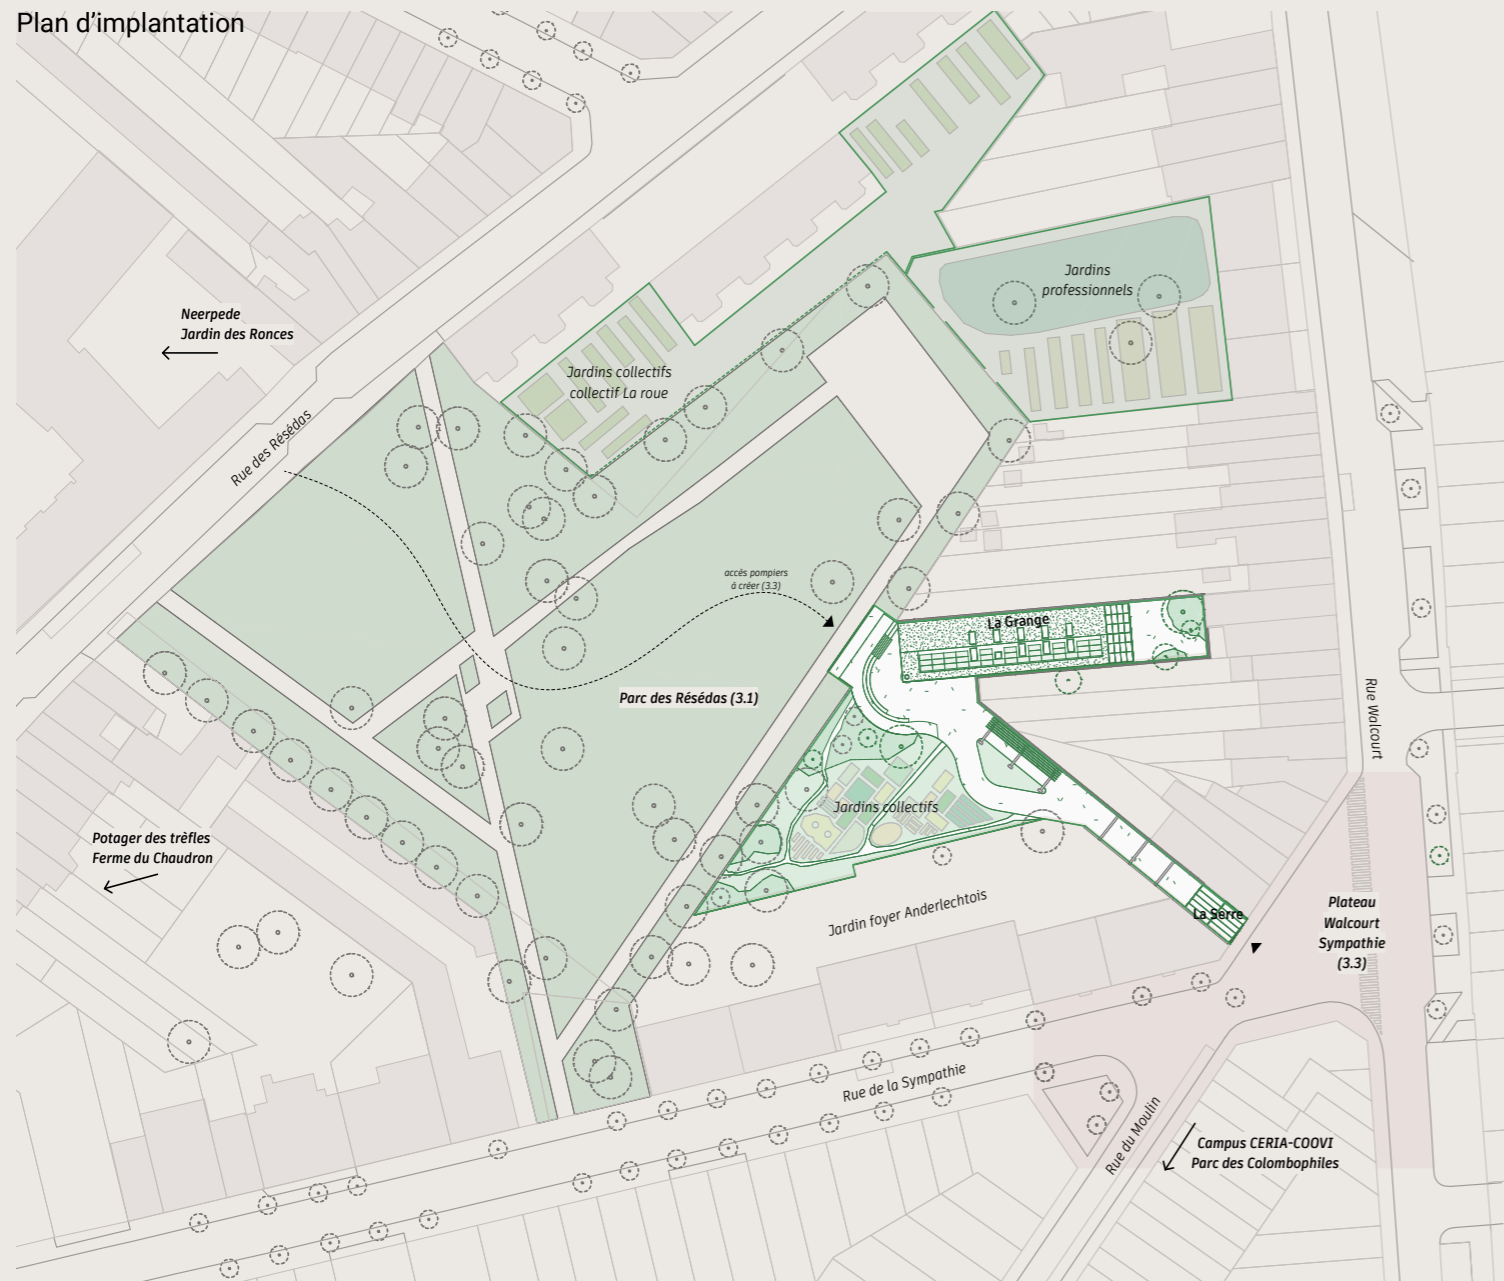 Plan d’implantation
Jardins
professionnels
Neerpede
Jardin des Ronces
Jardins collectifs
collectif La roue
Rue des Résédas
accés pompiers
à créer (3.3)
La Grange
Parc des Résédas (3.1)
Rue Walcourt
Jardins collectifs
Potager des trèfles
Ferme du Chaudron
Jardin foyer Anderlechtois
La Serre
Plateau
Walcourt
Sympathie
(3.3)
Rue de la Sympathie
Rue du Moulin
Campus CERIA-COOVI
Parc des Colombophiles